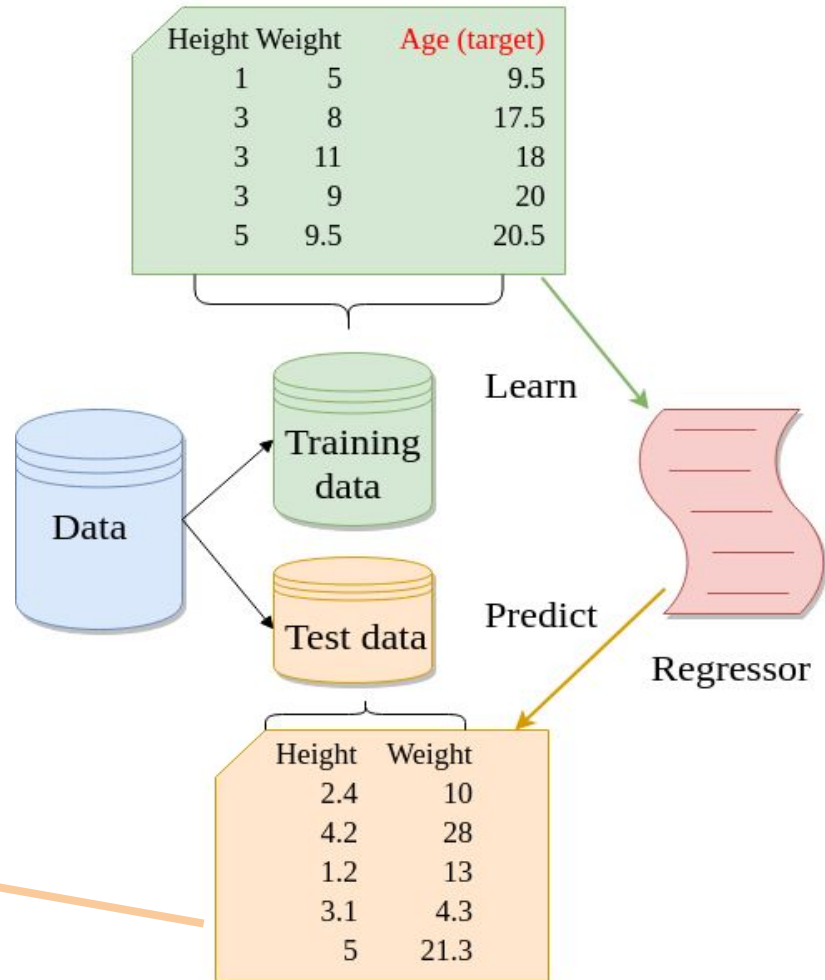 Height Weight Age (target)
1 5 9.5
3 8 17.5
3 11 18
3 9 20
5 9.5 20.5
Learn
Training
data
Data
Test data
Predict
Regressor
Height Weight
2.4 10
4.2 28
1.2 13
3.1 4.3
5 21.3